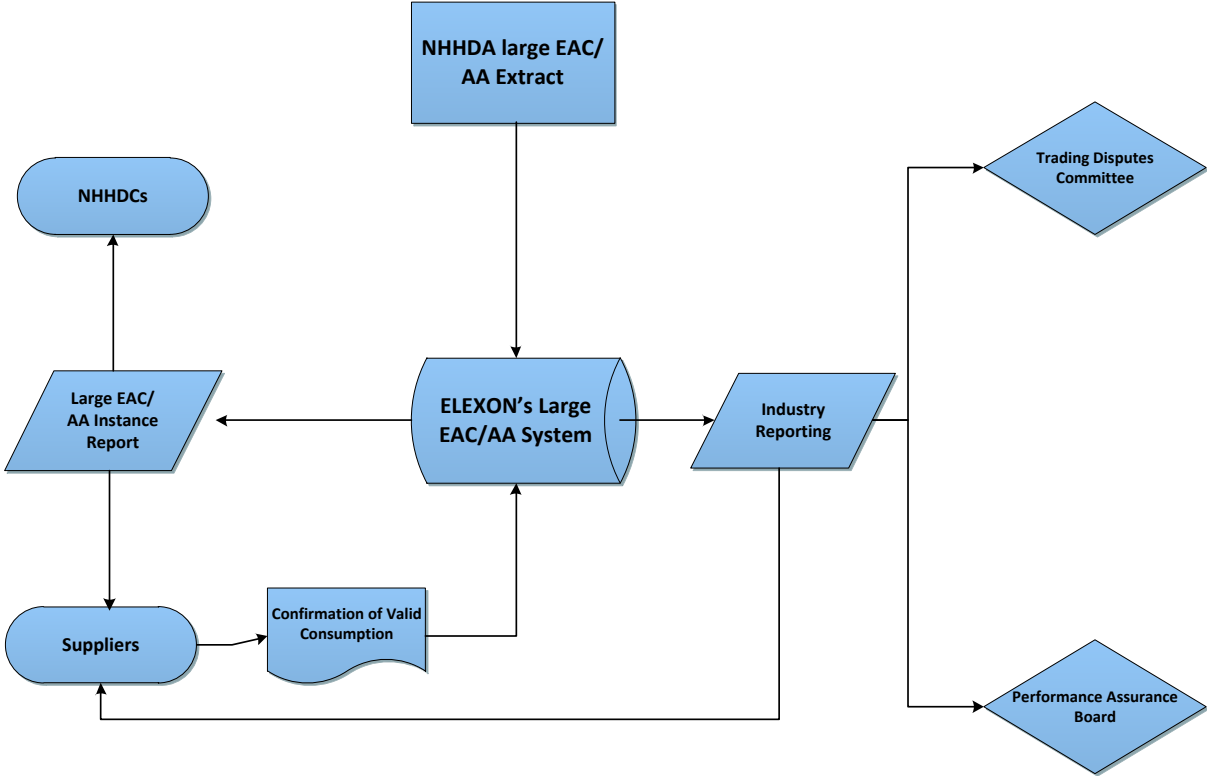 NHHDA large EAC/
AA Extract
Trading Disputes
Committee
NHHDCs
Large EAC/
AA Instance
Report
ELEXON's Large
EAC/AA System
Industry
Reporting
Suppliers
Confirmation of Valid
Consumption
Performance Assurance
Board